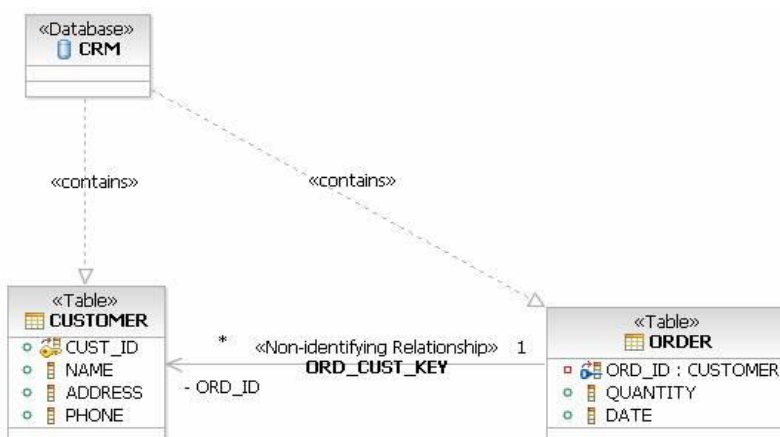 «Database»
CRM
«contains»
«contains»
«Table»
CUSTOMER
CUST_ID
NAME
ADDRESS
PHONE
* «Non-identifying Relationship» 1
ORD_CUST_KEY
- ORD_ID
«Table»
ORDER
ORD_ID : CUSTOMER
QUANTITY
DATE